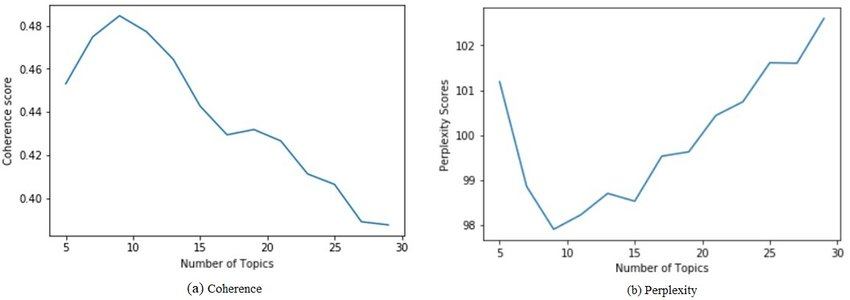 Coherence score
0.48
0.46
0.44
0.42
0.40
5 10 15 20 25 30
Number of Topics
(a) Coherence
Perplexity Scores
102
101
100
99
98
5 10 15 20 25 30
Number of Topics
(b) Perplexity